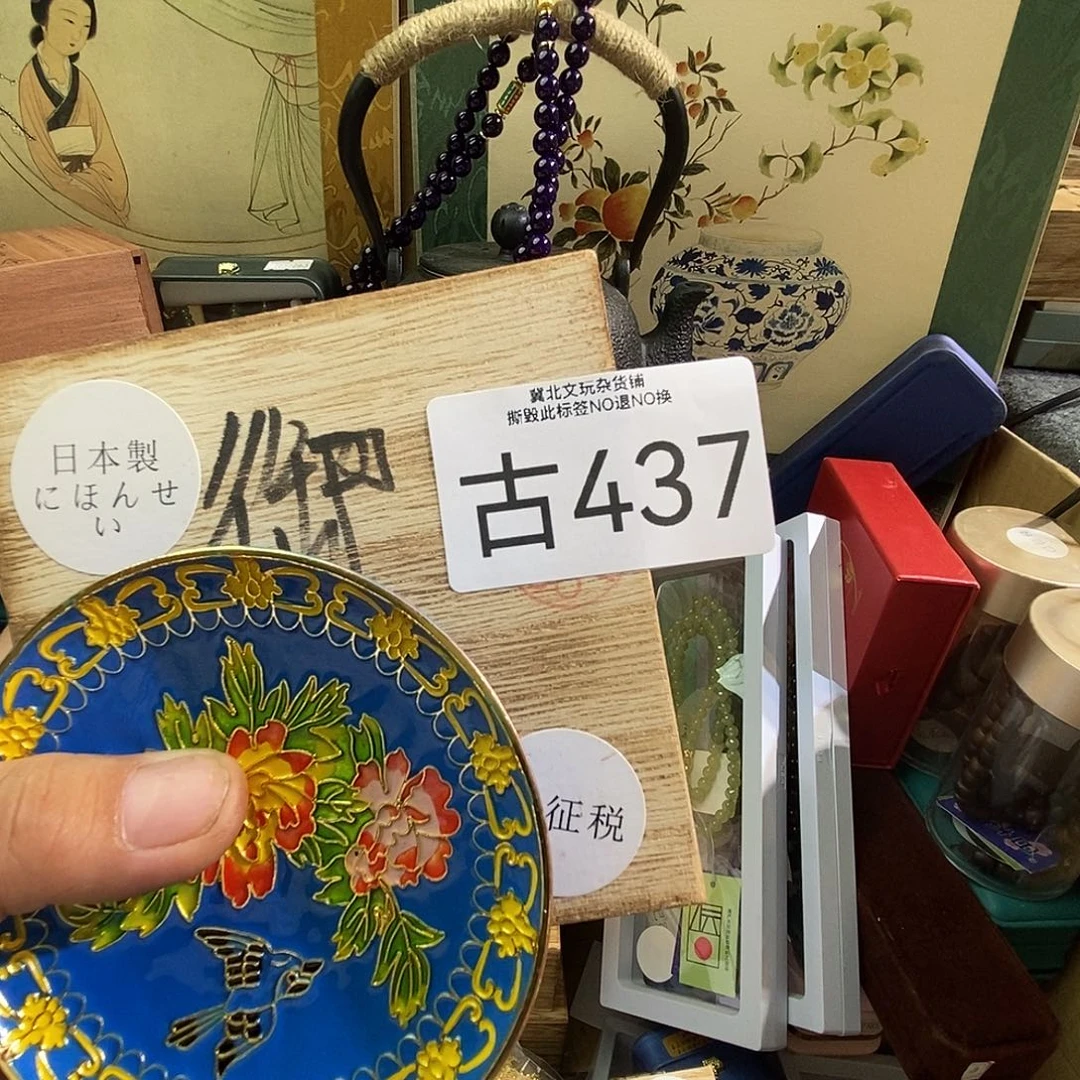 冀北文玩杂货铺
撕毁此标签NO退NO换
古437
日本製
にほんせ
い
征税